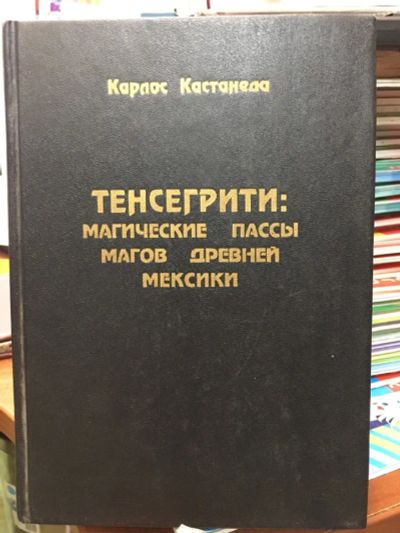 Карлос Кастанеда
ТЕНСЕГРИТИ:
МАГИЧЕСКИЕ ПАССЫ
МАГОВ ДРЕВНЕЙ
МЕКСИКИ